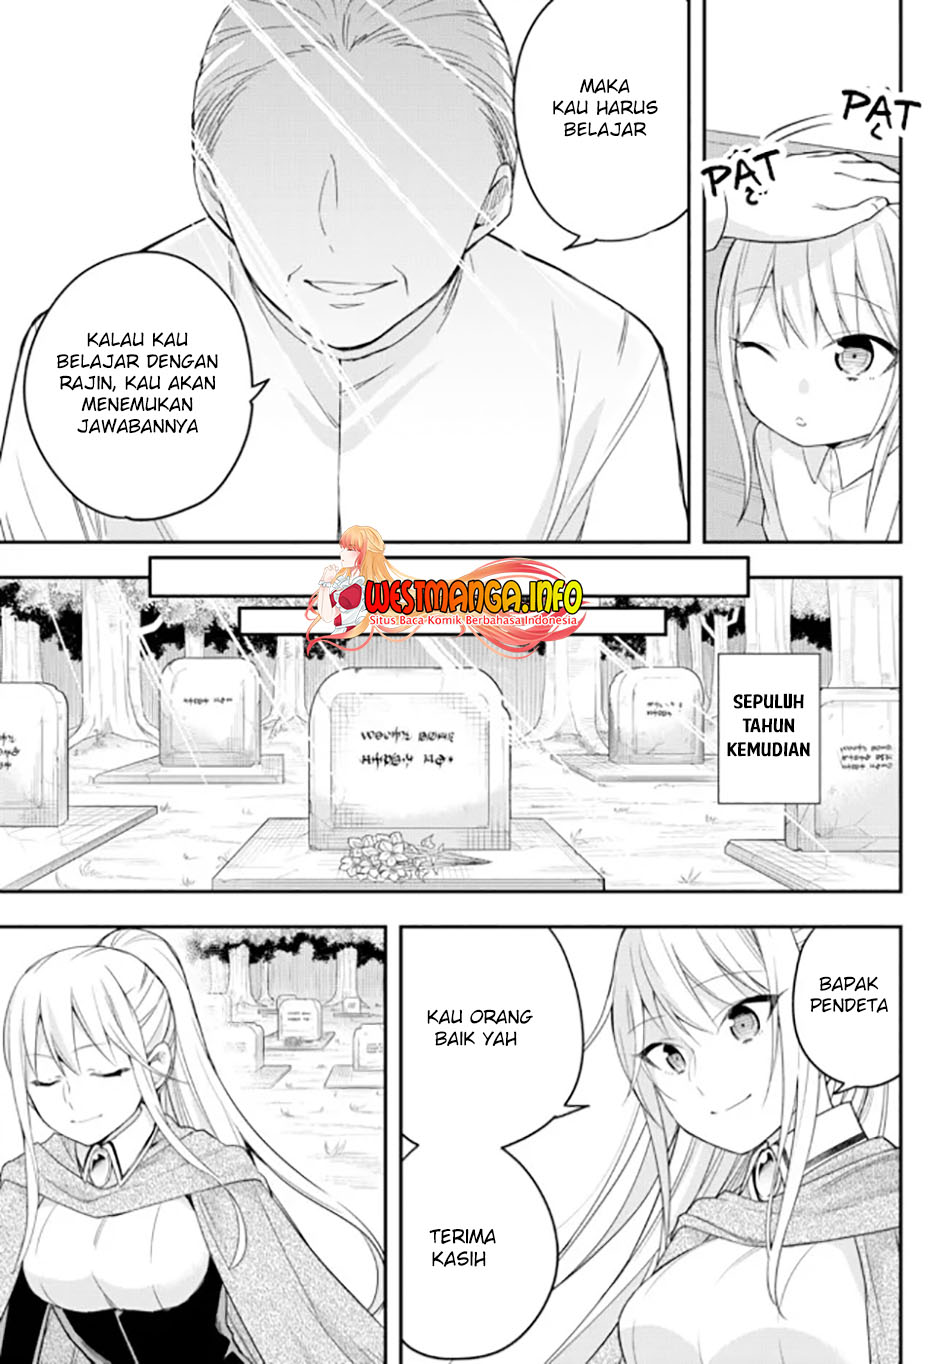 PAT
PAT
MAKA
KAU HARUS
BELAJAR
KALAU KAU
BELAJAR DENGAN
RAJIN, KAU AKAN
MENEMUKAN
JAWABANNYA
WESTMANGA.INFO
Situs Baca Komik Berbahasa Indonesia
SEPULUH
TAHUN
KEMUDIAN
BAPAK
PENDETA
KAU ORANG
BAIK YAH
TERIMA
KASIH